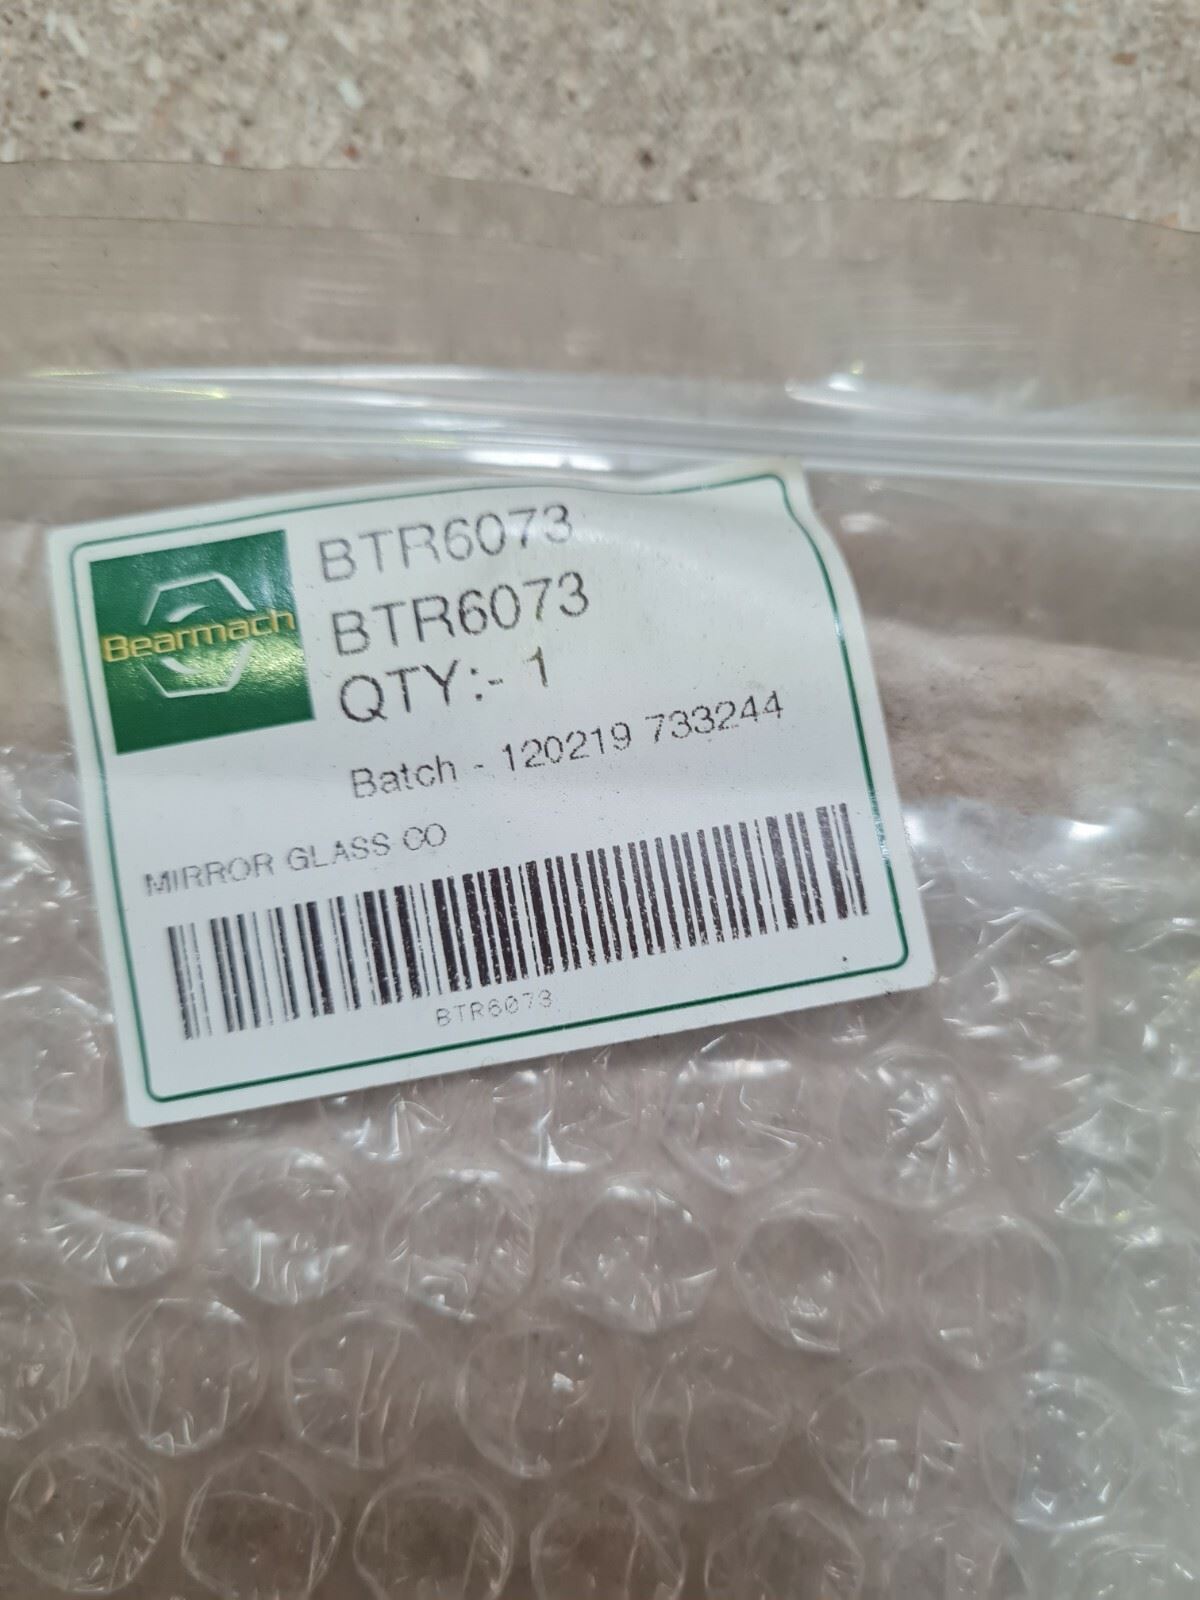 Bearmach
BTR6073
BTR6073
QTY:- 1
Batch - 120219 733244
MIRROR GLASS CO
BTR6073